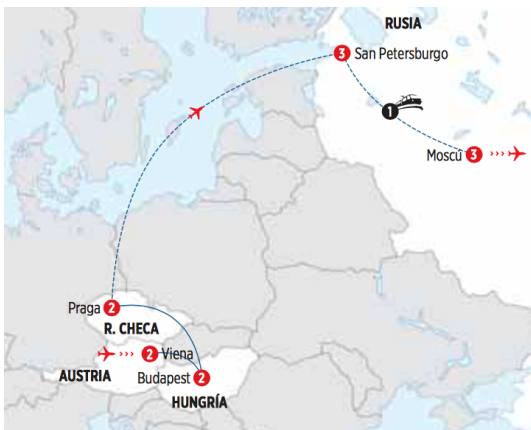 RUSIA
3 San Petersburgo
1
Moscú 3
Praga 2
R. CHECA
2 Viena
AUSTRIA
Budapest 2
HUNGRÍA